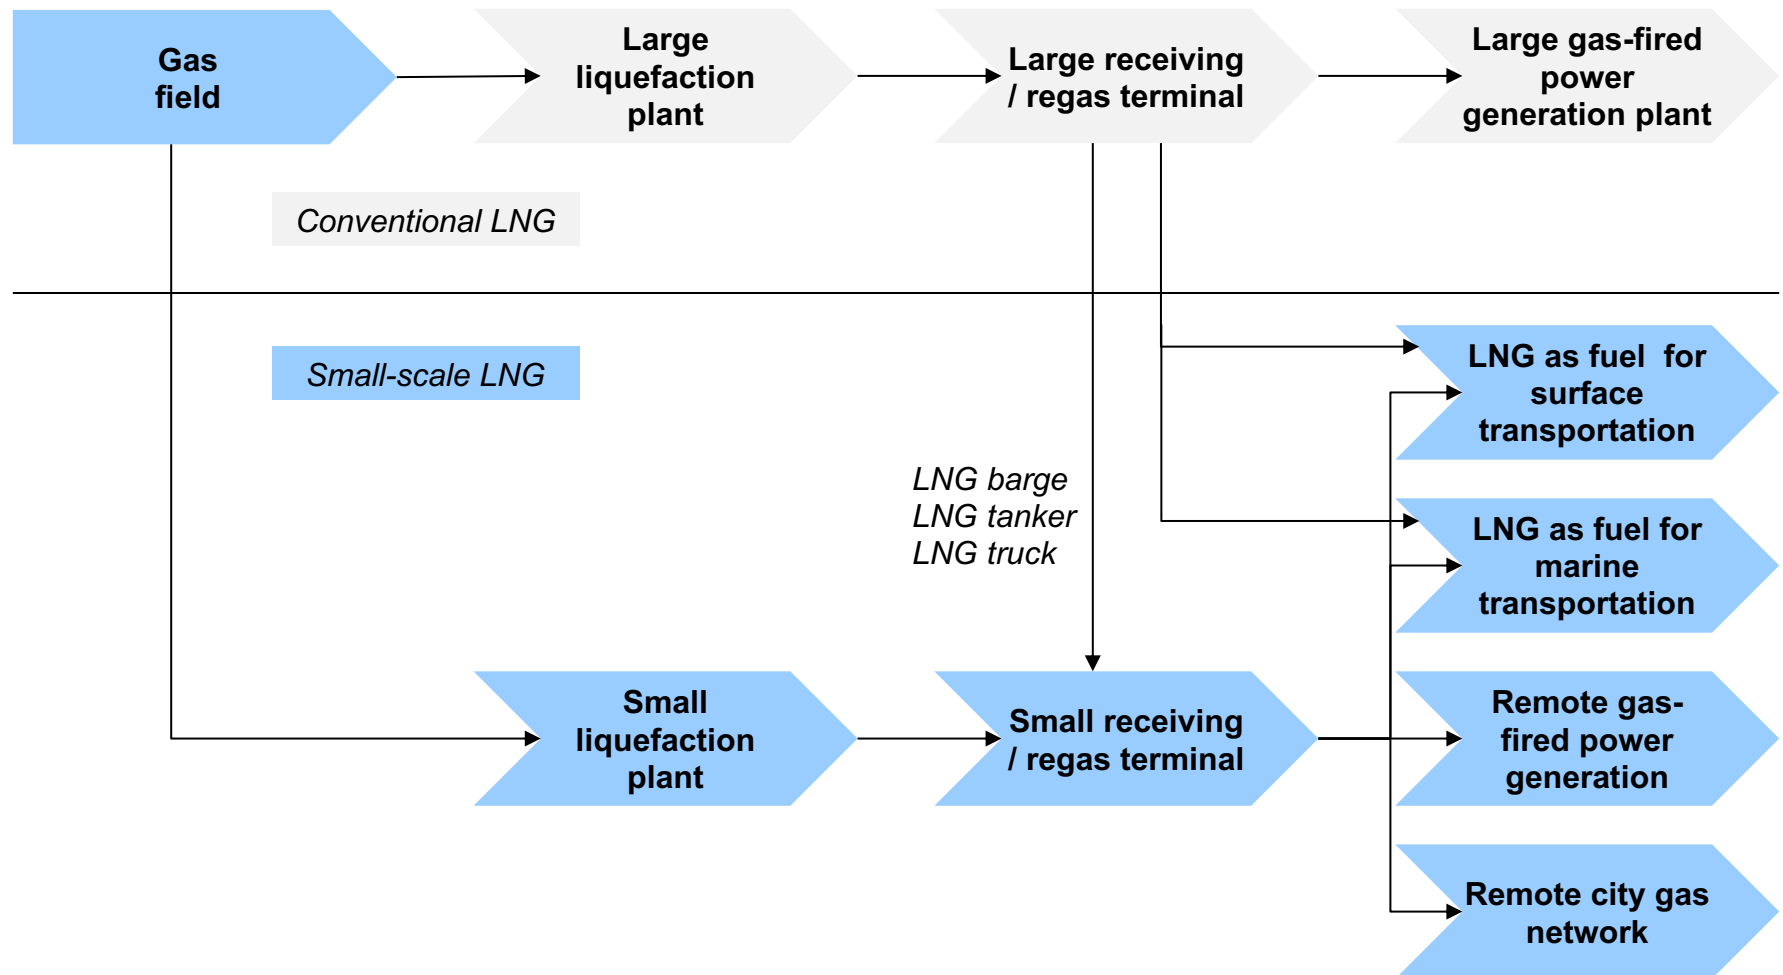 Gas
field
Large
liquefaction
plant
Large receiving
/ regas terminal
Large gas-fired
power
generation plant
Conventional LNG
Small-scale LNG
LNG as fuel  for
surface
transportation
LNG barge
LNG tanker
LNG truck
LNG as fuel for
marine
transportation
Small
liquefaction
plant
Small receiving
/ regas terminal
Remote gas-
fired power
generation
Remote city gas
network